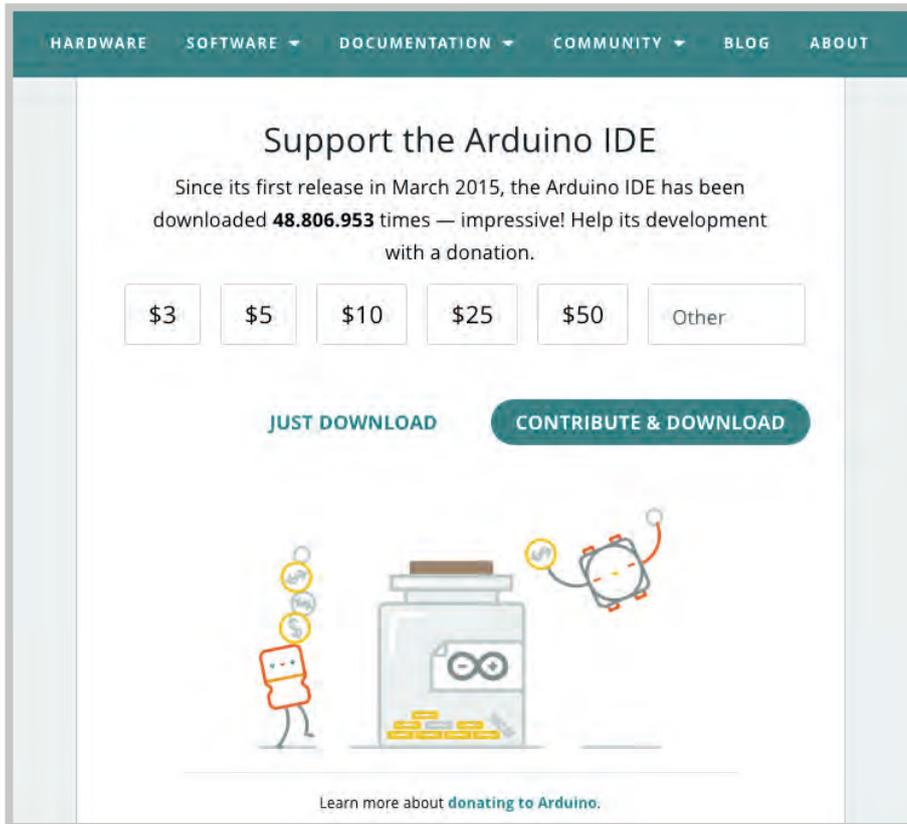 HARDWARE SOFTWARE DOCUMENTATION COMMUNITY BLOG ABOUT
Support the Arduino IDE
Since its first release in March 2015, the Arduino IDE has been
downloaded 48.806.953 times — impressive! Help its development
with a donation.
$3 $5 $10 $25 $50 Other
JUST DOWNLOAD CONTRIBUTE & DOWNLOAD
Learn more about donating to Arduino.